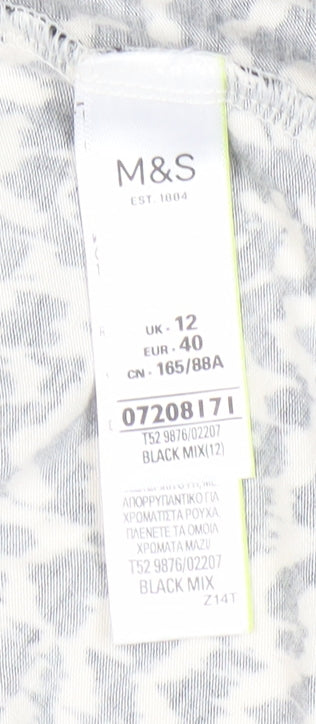 M&S
EST. 1884
UK - 12
EUR - 40
CN - 165/88A
07208171
T52 9876/02207
BLACK MIX(12)
ΑΠΟΡΡΥΠΑΝΤΙΚΟ ΓΙΑ
ΧΡΩΜΑΤΙΣΤΑ ΡΟΥΧΑ.
ΠΛΕΝΕΤΕ ΤΑ ΟΜΟΙΑ
ΧΡΩΜΑΤΑ ΜΑΖΙ
T52 9876/02207
BLACK MIX
Z14T